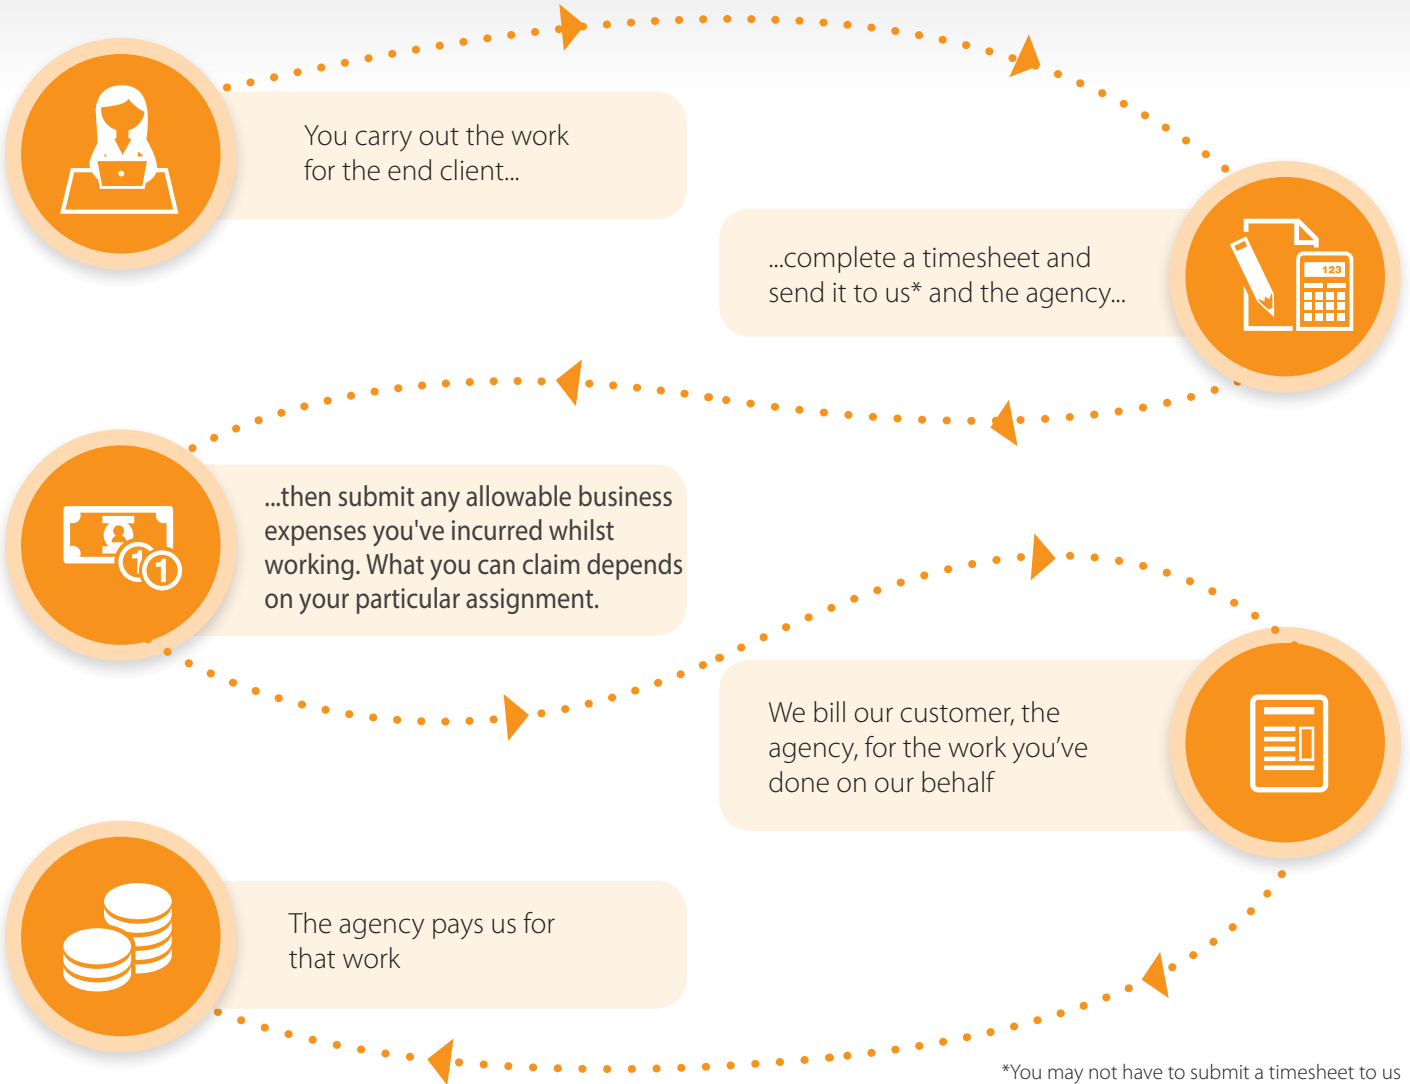 You carry out the work
for the end client...
...complete a timesheet and
send it to us* and the agency...
123
...then submit any allowable business
expenses you've incurred whilst
working. What you can claim depends
on your particular assignment.
1
1
We bill our customer, the
agency, for the work you’ve
done on our behalf
The agency pays us for
that work
*You may not have to submit a timesheet to us